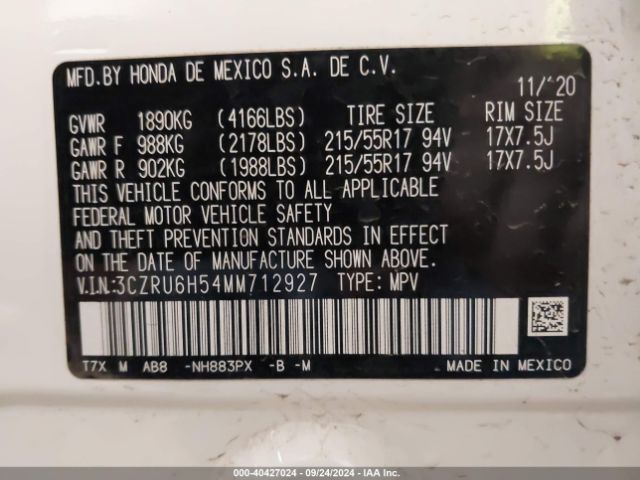 MFD.BY HONDA DE MEXICO S.A. DE C.V.
11/'20
GVWR 1890KG (4166LBS) TIRE SIZE RIM SIZE
GAWR F 988KG (2178LBS) 215/55R17 94V 17X7.5J
GAWR R 902KG (1988LBS) 215/55R17 94V 17X7.5J
THIS VEHICLE CONFORMS TO ALL APPLICABLE
FEDERAL MOTOR VEHICLE SAFETY
AND THEFT PREVENTION STANDARDS IN EFFECT
ON THE DATE OF MANUFACTURE SHOWN ABOVE.
V.I.N.:3CZRU6H54MM712927 TYPE: MPV
T7X M AB8 -NH883PX -B -M MADE IN MEXICO
000-40427024 - 09/24/2024 - IAAI.COM